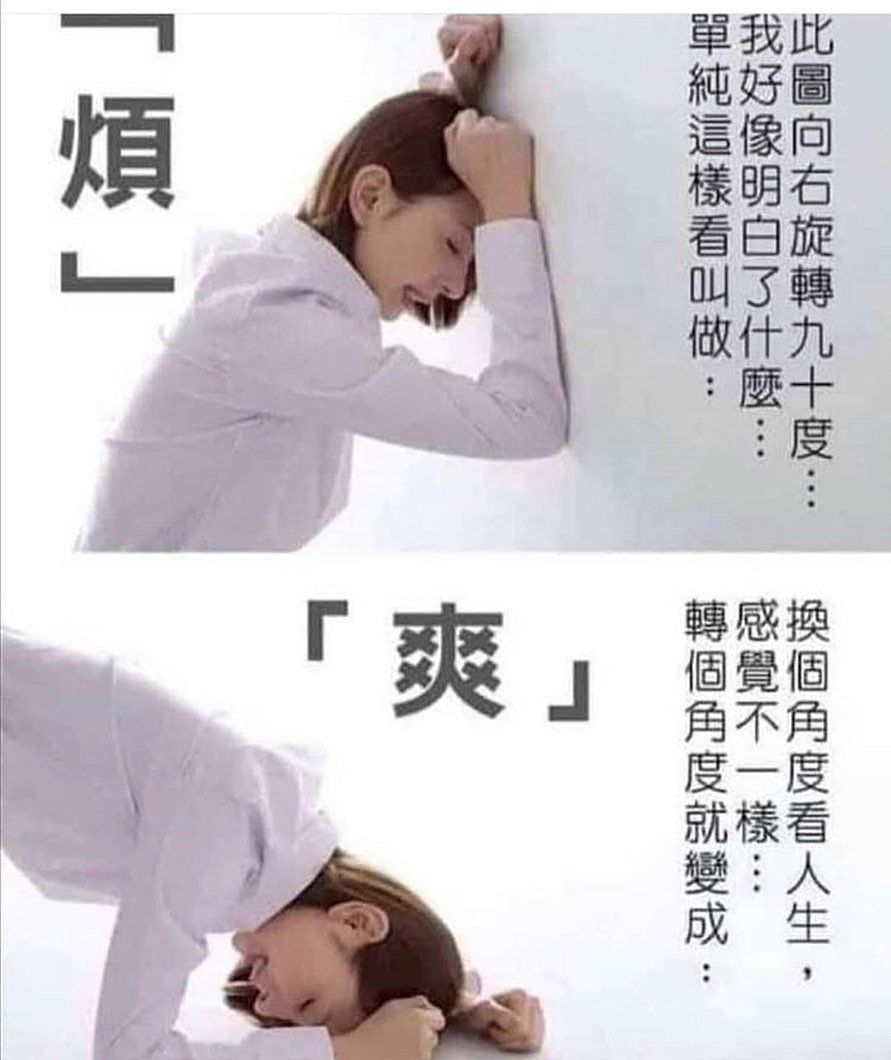 此圖向右旋轉九十度…
我好像明白了什麼…
單純這樣看叫做：
「煩」
換個角度看人生，
感覺不一樣…
轉個角度就變成：
「爽」